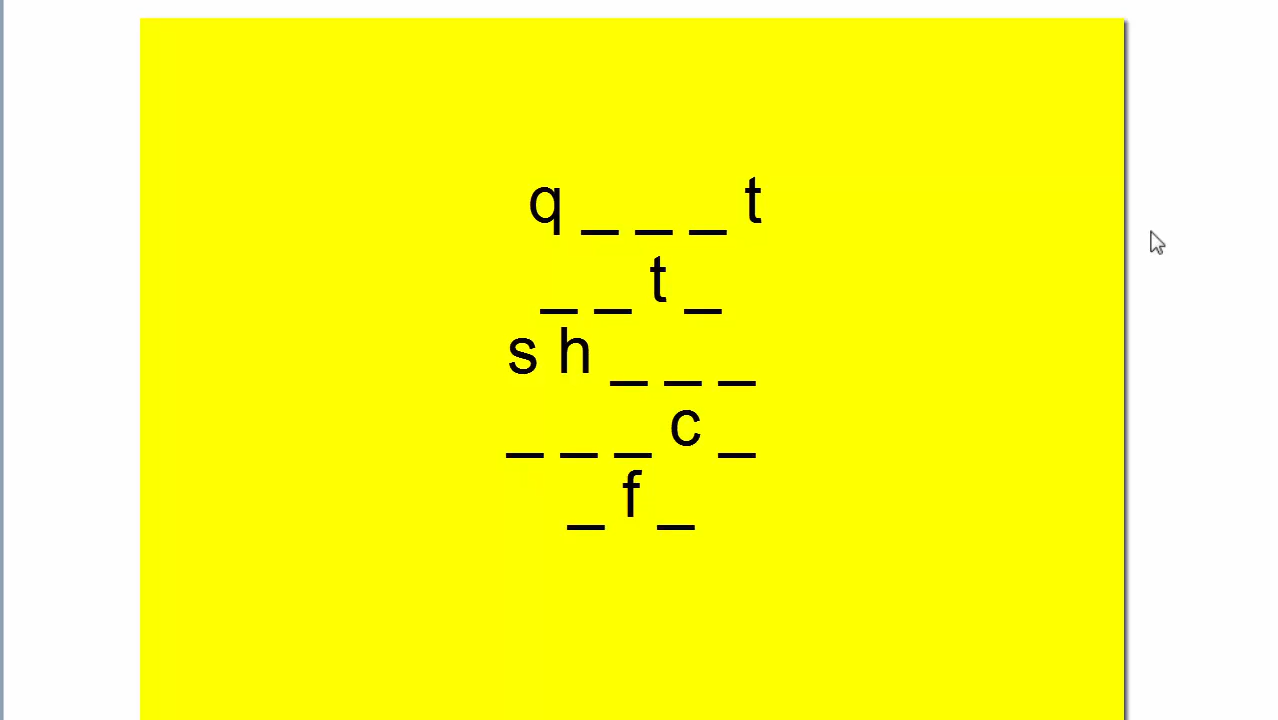 q _ _ _ t
_ _ t _
s h _ _ _
_ _ _ c _
_ f _